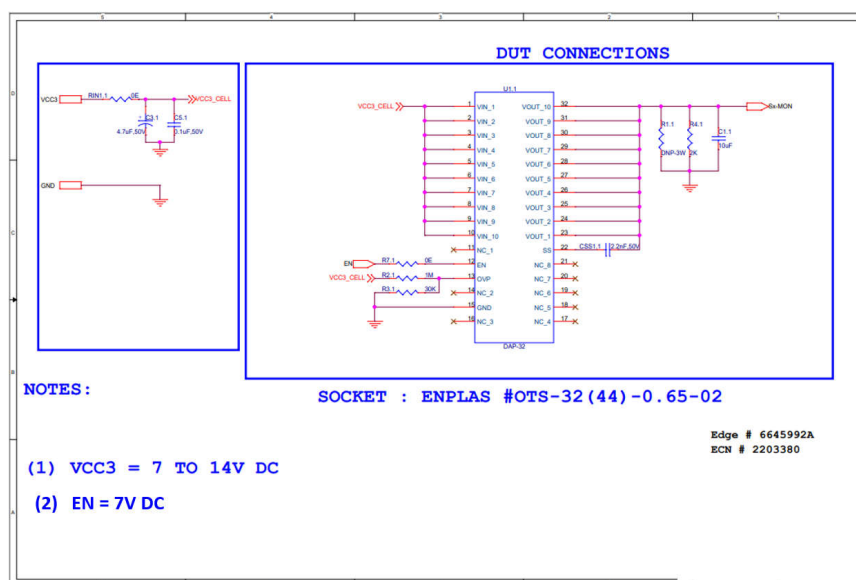 5
4
3
2
1
DUT CONNECTIONS
D
C
B
A
VCC3
RIN1.1
0E
VCC3_CELL
C3.1
C5.1
4.7uF,50V
0.1uF,50V
GND
U1.1
VCC3_CELL
1 VIN_1 VOUT_10 32
2 VIN_2 VOUT_9 31
3 VIN_3 VOUT_8 30
4 VIN_4 VOUT_7 29
5 VIN_5 VOUT_6 28
6 VIN_6 VOUT_5 27
7 VIN_7 VOUT_4 26
8 VIN_8 VOUT_3 25
9 VIN_9 VOUT_2 24
10 VIN_10 VOUT_1 23
11 NC_1 SS 22
12 EN NC_8 21
13 OVP NC_7 20
14 NC_2 NC_6 19
15 GND NC_5 18
16 NC_3 NC_4 17
DAP-32
6x-MON
R1.1
R4.1
C1.1
10uF
DNP-3W
2K
CSS1.1
2.2nF,50V
EN
R7.1
0E
VCC3_CELL
R2.1
1M
R3.1
30K
NOTES:
SOCKET : ENPLAS #OTS-32(44)-0.65-02
Edge # 6645992A
ECN # 2203380
(1) VCC3 = 7 TO 14V DC
(2) EN = 7V DC